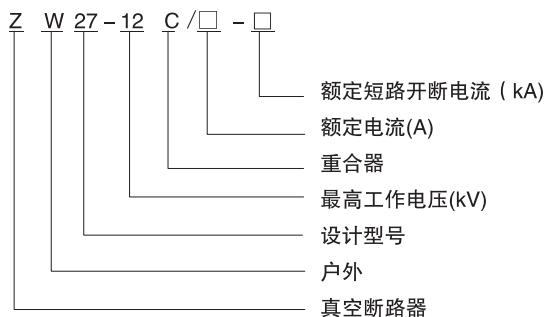 Z W 27-12 C/□-□
额定短路开断电流(kA)
额定电流(A)
重合器
最高工作电压(kV)
设计型号
户外
真空断路器